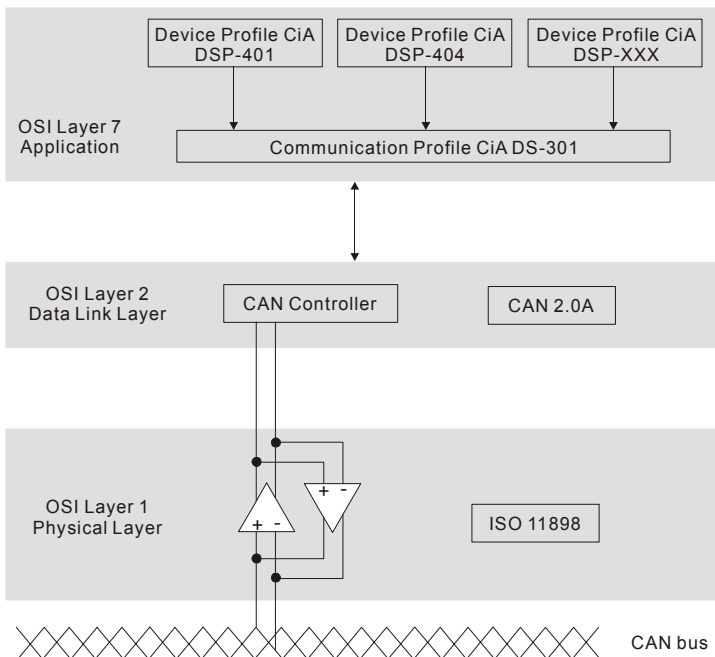 Device Profile CiA
DSP-401
Device Profile CiA
DSP-404
Device Profile CiA
DSP-XXX
OSI Layer 7
Application
Communication Profile CiA DS-301
OSI Layer 2
Data Link Layer
CAN Controller
CAN 2.0A
OSI Layer 1
Physical Layer
+ -
+ -
ISO 11898
CAN bus